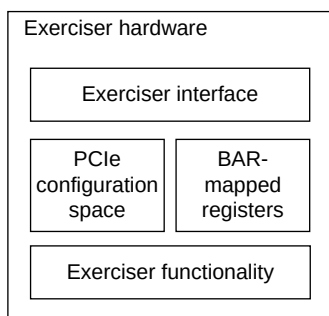 Exerciser hardware
Exerciser interface
PCIe
configuration
space
BAR-
mapped
registers
Exerciser functionality